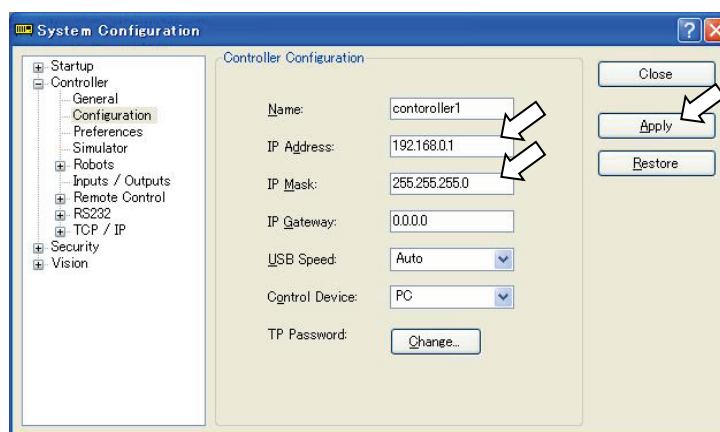 System Configuration
Startup
Controller
General
Configuration
Preferences
Simulator
Robots
Inputs / Outputs
Remote Control
RS232
TCP / IP
Security
Vision
Controller Configuration
Name: contoroller1
IP Address: 192.168.0.1
IP Mask: 255.255.255.0
IP Gateway: 0.0.0.0
USB Speed: Auto
Control Device: PC
TP Password: Change...
Close
Apply
Restore